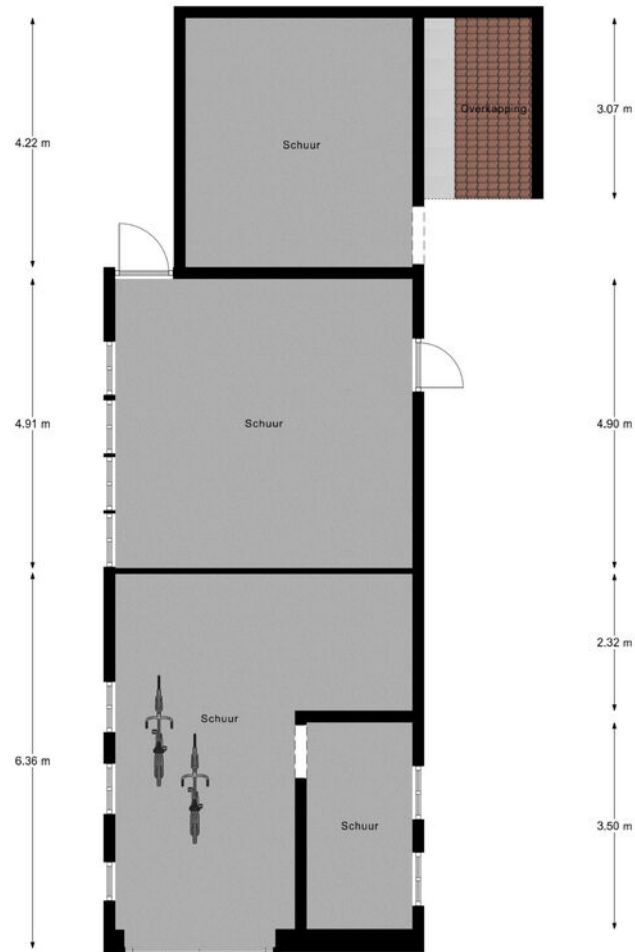 Overkapping
3.07 m
4.22 m
Schuur
4.91 m
Schuur
4.90 m
2.32 m
Schuur
6.36 m
Schuur
3.50 m